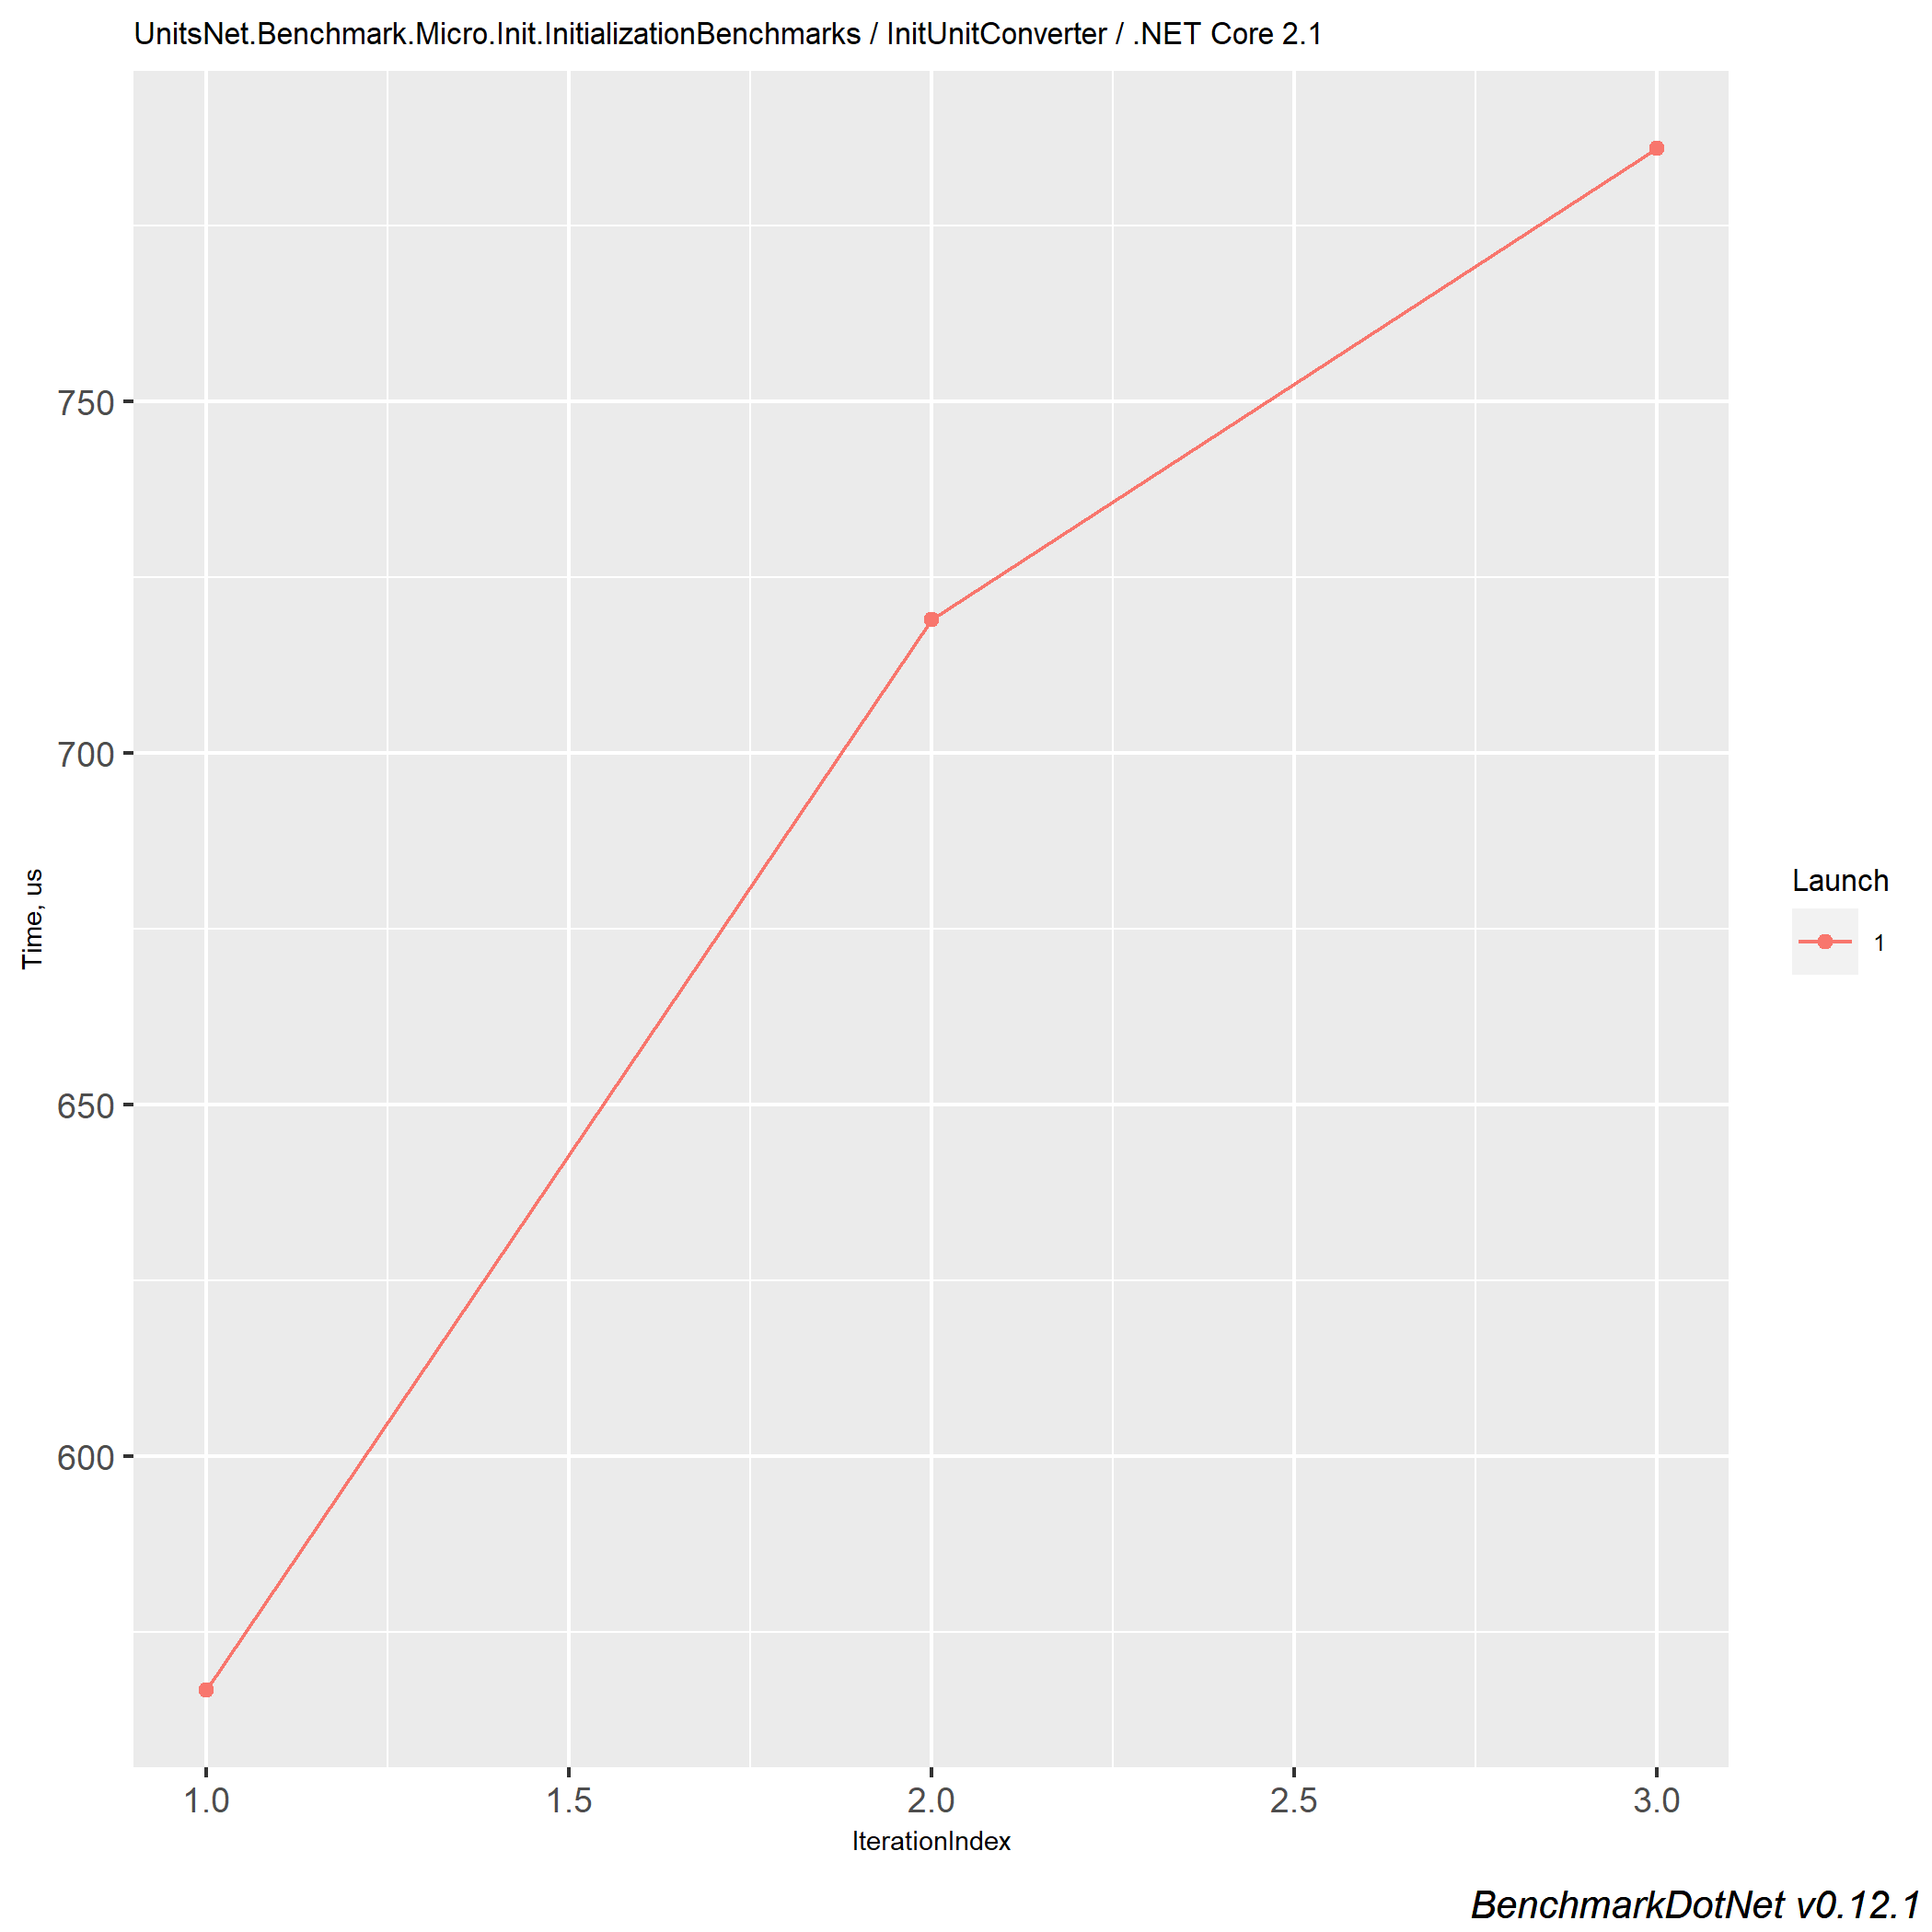 UnitsNet.Benchmark.Micro.Init.InitializationBenchmarks / InitUnitConverter / .NET Core 2.1
750
700
650
600
Time, us
1.0 1.5 2.0 2.5 3.0
IterationIndex
Launch
1
BenchmarkDotNet v0.12.1